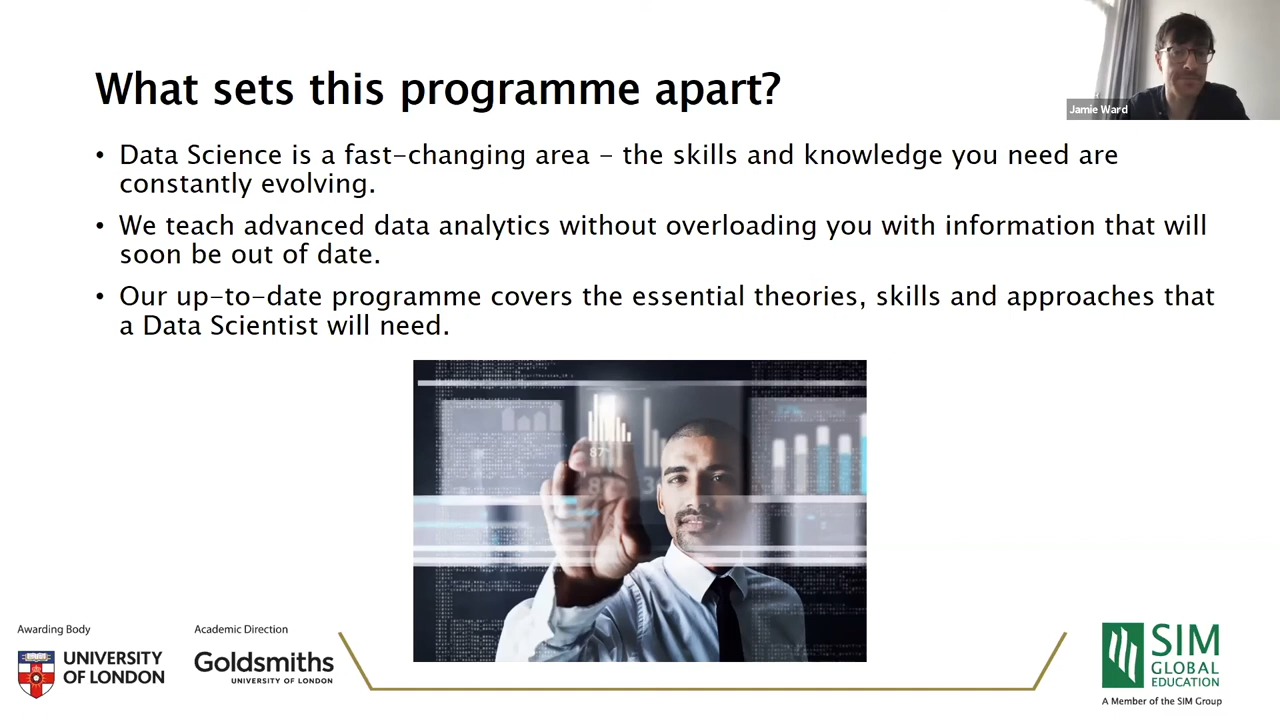 What sets this programme apart?
Jamie Ward
• Data Science is a fast-changing area – the skills and knowledge you need are
constantly evolving.
• We teach advanced data analytics without overloading you with information that will
soon be out of date.
• Our up-to-date programme covers the essential theories, skills and approaches that
a Data Scientist will need.
87
87
3
Awarding Body
UNIVERSITY
OF LONDON
Academic Direction
Goldsmiths
UNIVERSITY OF LONDON
SIM
GLOBAL
EDUCATION
A Member of the SIM Group